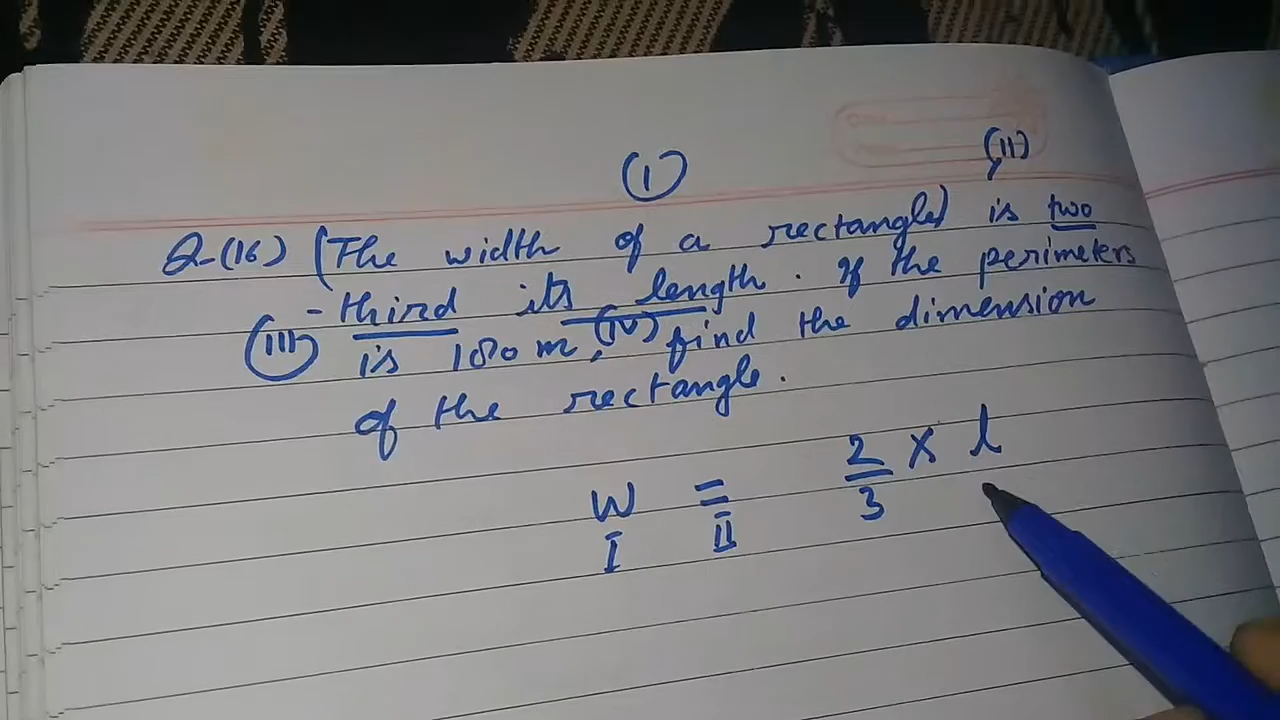 (I) (II)
Q-(16) (The width of a rectangle) is two
-third its length. If the perimeters
(III) is 180 m, (IV) find the dimension
of the rectangle.
W = 2/3 × l
I II